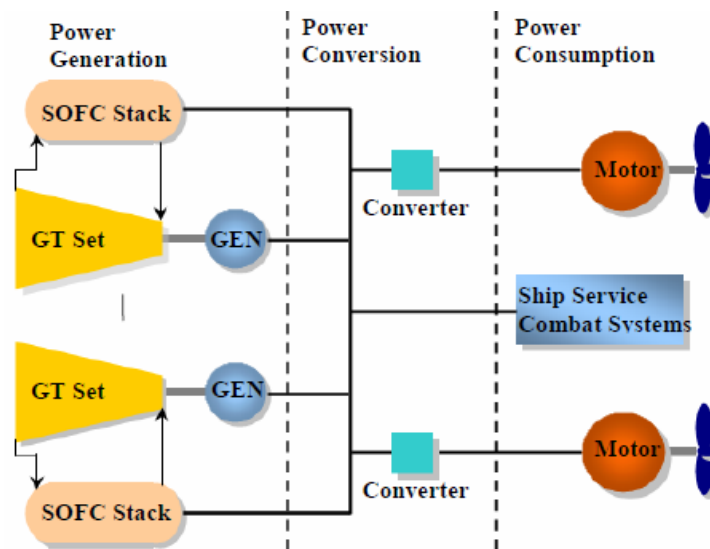 Power
Generation
Power
Conversion
Power
Consumption
SOFC Stack
Motor
Converter
GT Set
GEN
Ship Service
Combat Systems
GT Set
GEN
Motor
Converter
SOFC Stack